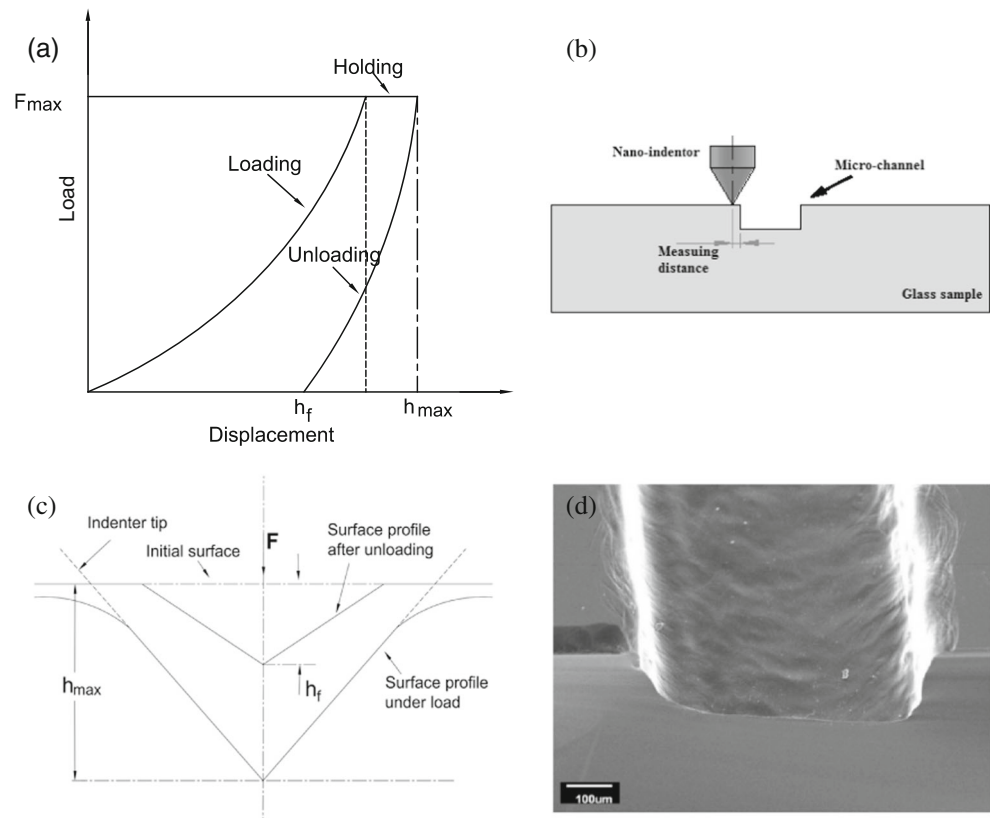 (a)
Holding
Fmax
Loading
Load
Unloading
hf
hmax
Displacement
(b)
Nano-indentor
Micro-channel
Measuing
distance
Glass sample
(c)
Indenter tip
Initial surface
F
Surface profile
after unloading
hmax
hf
Surface profile
under load
(d)
100um